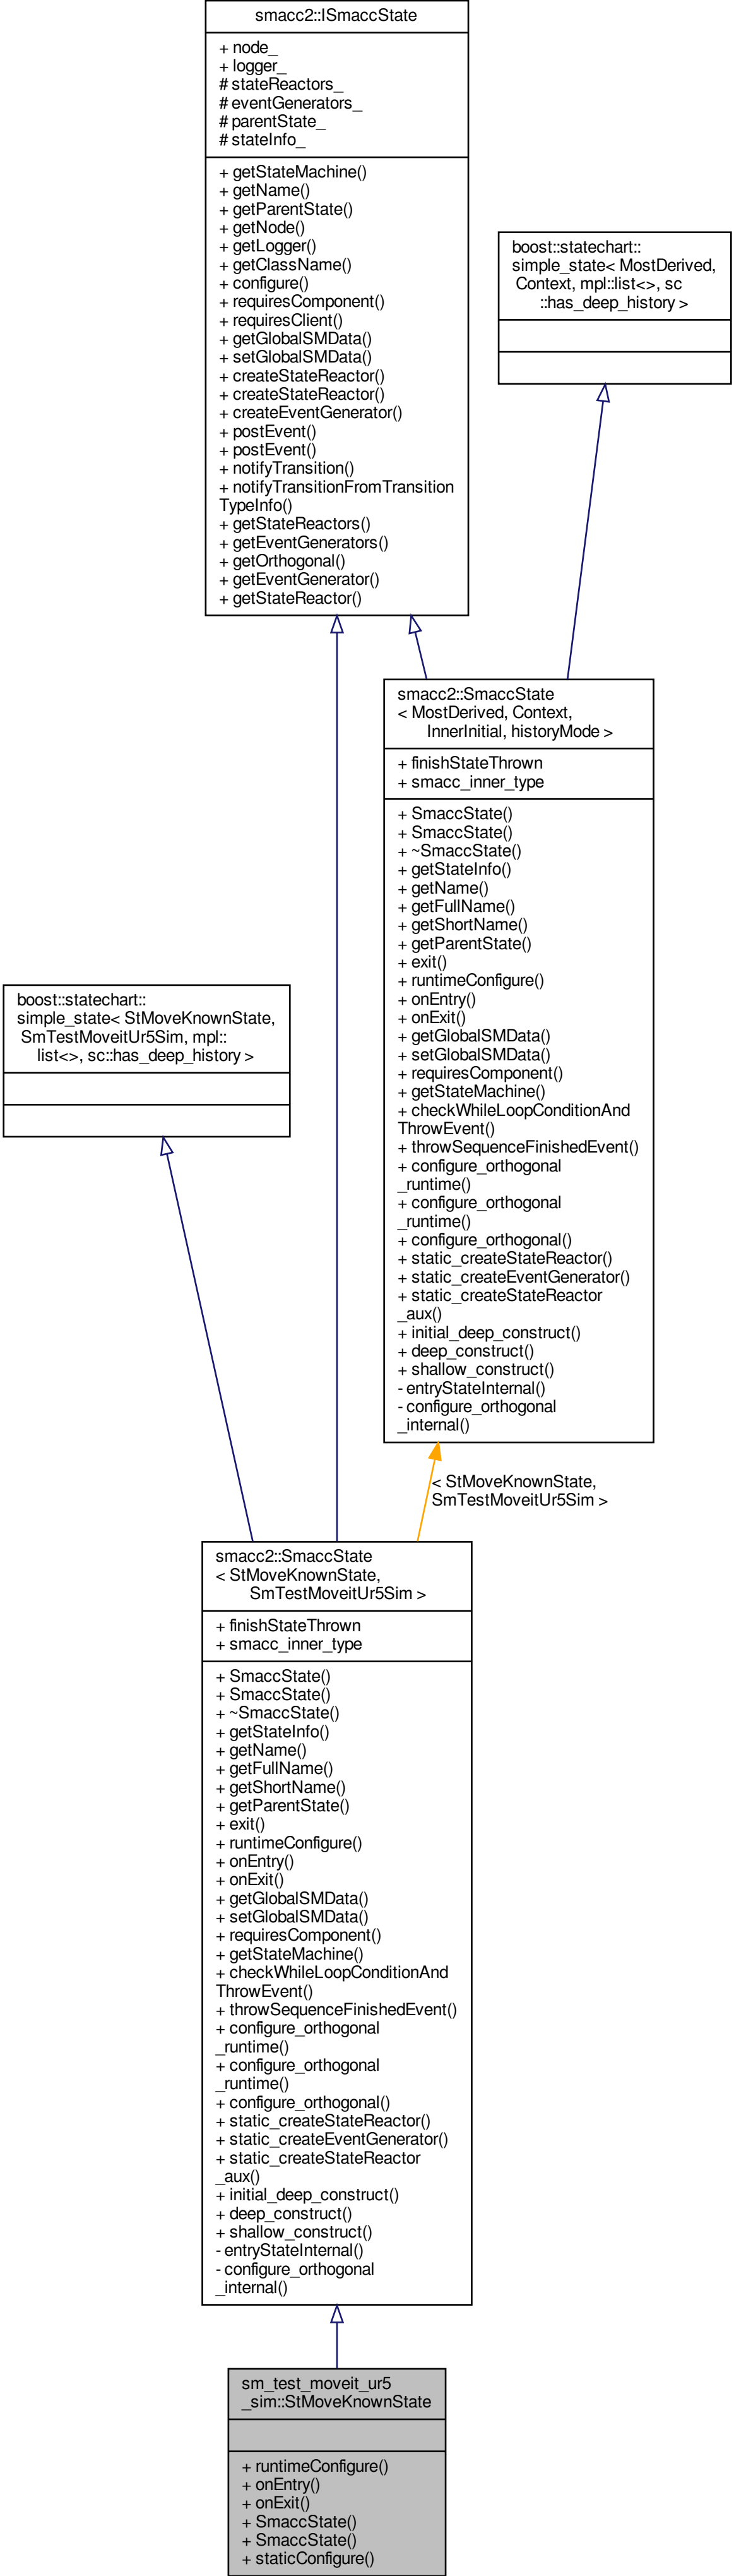 smacc2::ISmaccState
+ node_
+ logger_
# stateReactors_
# eventGenerators_
# parentState_
# stateInfo_
+ getStateMachine()
+ getName()
+ getParentState()
+ getNode()
+ getLogger()
+ getClassName()
+ configure()
+ requiresComponent()
+ requiresClient()
+ getGlobalSMData()
+ setGlobalSMData()
+ createStateReactor()
+ createStateReactor()
+ createEventGenerator()
+ postEvent()
+ postEvent()
+ notifyTransition()
+ notifyTransitionFromTransition
TypeInfo()
+ getStateReactors()
+ getEventGenerators()
+ getOrthogonal()
+ getEventGenerator()
+ getStateReactor()
boost::statechart::
simple_state< MostDerived,
Context, mpl::list<>, sc
::has_deep_history >
smacc2::SmaccState
< MostDerived, Context,
InnerInitial, historyMode >
+ finishStateThrown
+ smacc_inner_type
+ SmaccState()
+ SmaccState()
+ ~SmaccState()
+ getStateInfo()
+ getName()
+ getFullName()
+ getShortName()
+ getParentState()
+ exit()
+ runtimeConfigure()
+ onEntry()
+ onExit()
+ getGlobalSMData()
+ setGlobalSMData()
+ requiresComponent()
+ getStateMachine()
+ checkWhileLoopConditionAnd
ThrowEvent()
+ throwSequenceFinishedEvent()
+ configure_orthogonal
_runtime()
+ configure_orthogonal
_runtime()
+ configure_orthogonal()
+ static_createStateReactor()
+ static_createEventGenerator()
+ static_createStateReactor
_aux()
+ initial_deep_construct()
+ deep_construct()
+ shallow_construct()
- entryStateInternal()
- configure_orthogonal
_internal()
boost::statechart::
simple_state< StMoveKnownState,
SmTestMoveitUr5Sim, mpl::
list<>, sc::has_deep_history >
< StMoveKnownState,
SmTestMoveitUr5Sim >
smacc2::SmaccState
< StMoveKnownState,
SmTestMoveitUr5Sim >
+ finishStateThrown
+ smacc_inner_type
+ SmaccState()
+ SmaccState()
+ ~SmaccState()
+ getStateInfo()
+ getName()
+ getFullName()
+ getShortName()
+ getParentState()
+ exit()
+ runtimeConfigure()
+ onEntry()
+ onExit()
+ getGlobalSMData()
+ setGlobalSMData()
+ requiresComponent()
+ getStateMachine()
+ checkWhileLoopConditionAnd
ThrowEvent()
+ throwSequenceFinishedEvent()
+ configure_orthogonal
_runtime()
+ configure_orthogonal
_runtime()
+ configure_orthogonal()
+ static_createStateReactor()
+ static_createEventGenerator()
+ static_createStateReactor
_aux()
+ initial_deep_construct()
+ deep_construct()
+ shallow_construct()
- entryStateInternal()
- configure_orthogonal
_internal()
sm_test_moveit_ur5
_sim::StMoveKnownState
+ runtimeConfigure()
+ onEntry()
+ onExit()
+ SmaccState()
+ SmaccState()
+ staticConfigure()